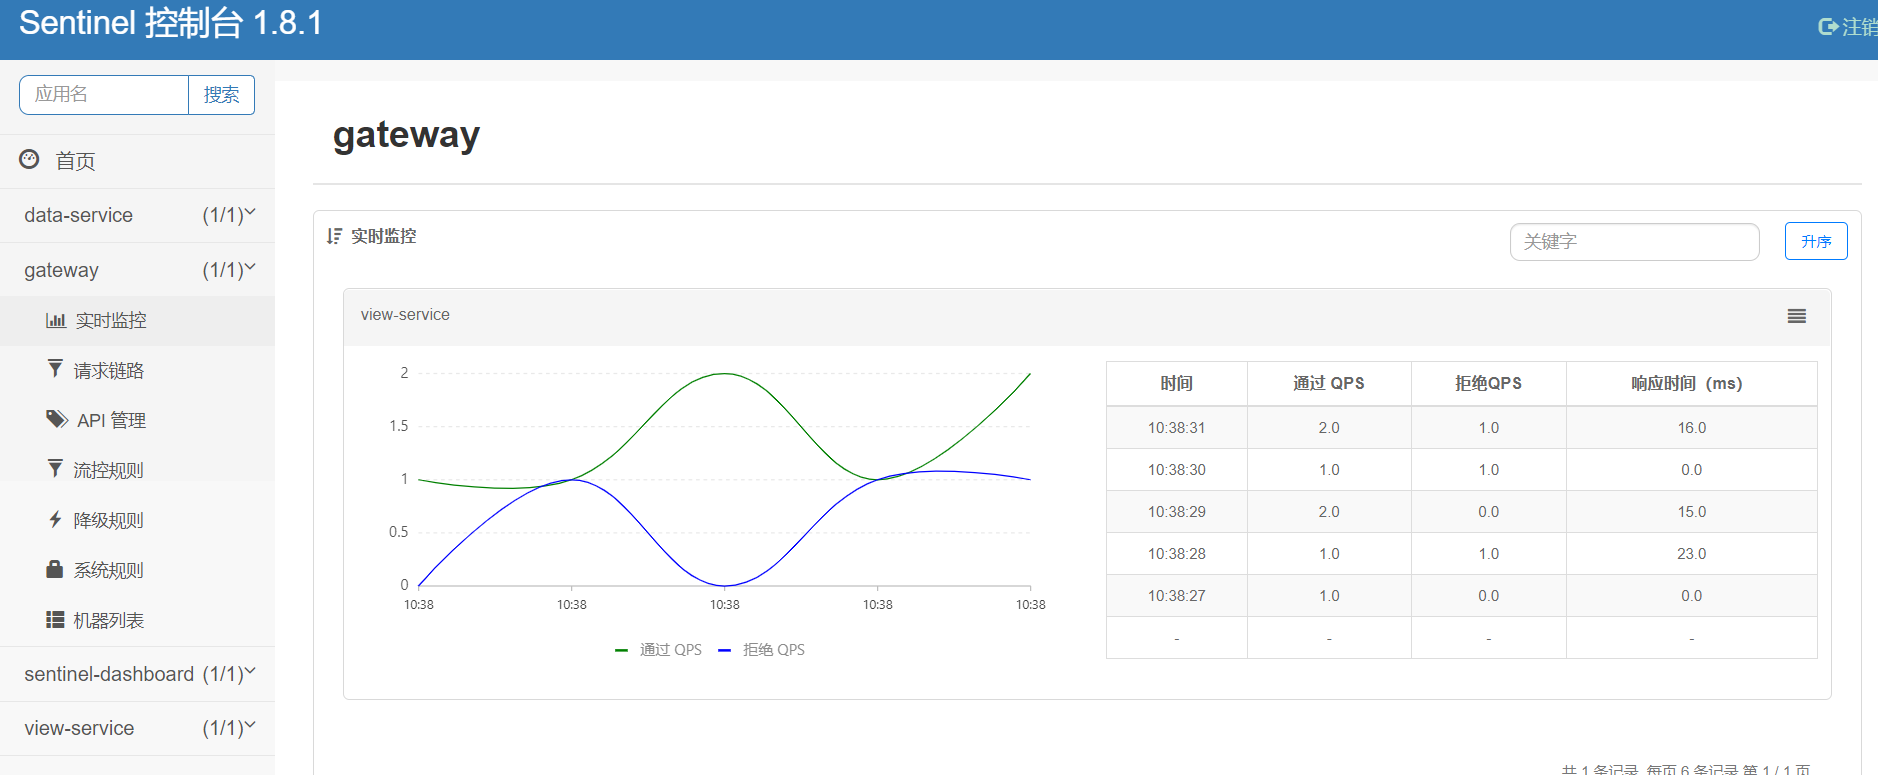 Sentinel 控制台 1.8.1
注销
应用名 搜索
首页
data-service (1/1)
gateway (1/1)
实时监控
请求链路
API 管理
流控规则
降级规则
系统规则
机器列表
sentinel-dashboard (1/1)
view-service (1/1)
gateway
实时监控 关键字 升序
view-service
2
1.5
1
0.5
0
10:38 10:38 10:38 10:38 10:38
通过 QPS 拒绝 QPS
时间 通过 QPS 拒绝QPS 响应时间（ms）
10:38:31 2.0 1.0 16.0
10:38:30 1.0 1.0 0.0
10:38:29 2.0 0.0 15.0
10:38:28 1.0 1.0 23.0
10:38:27 1.0 0.0 0.0
- - - -
共 1 条记录, 每页 6 条记录, 第 1 / 1 页